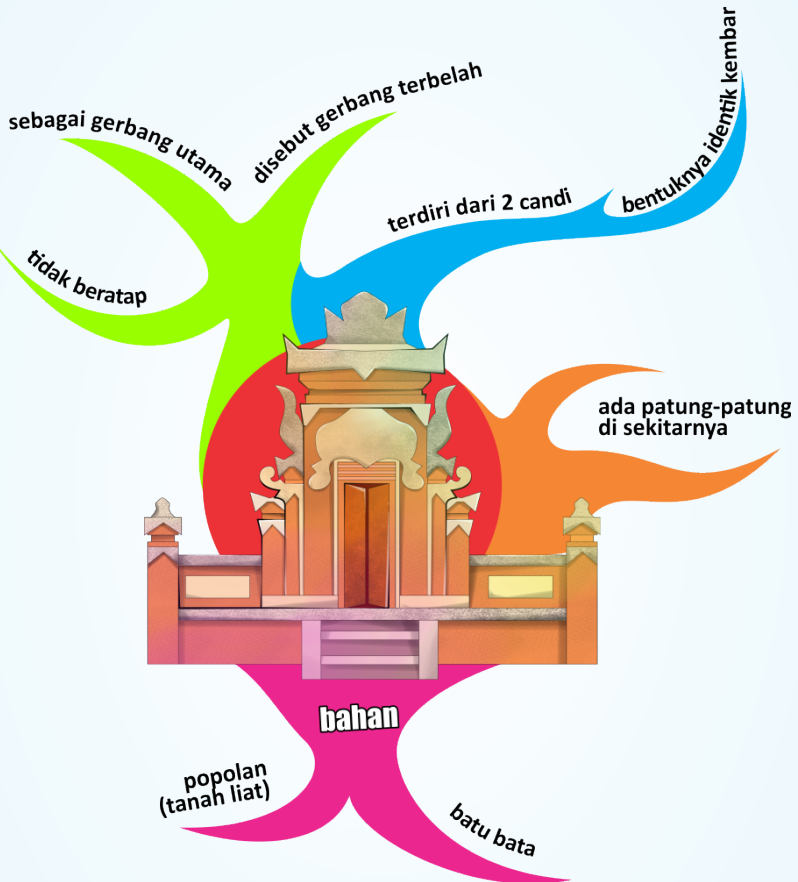 sebagai gerbang utama
disebut gerbang terbelah
tidak beratap
terdiri dari 2 candi
bentuknya identik kembar
ada patung-patung
di sekitarnya
bahan
popolan
(tanah liat)
batu bata